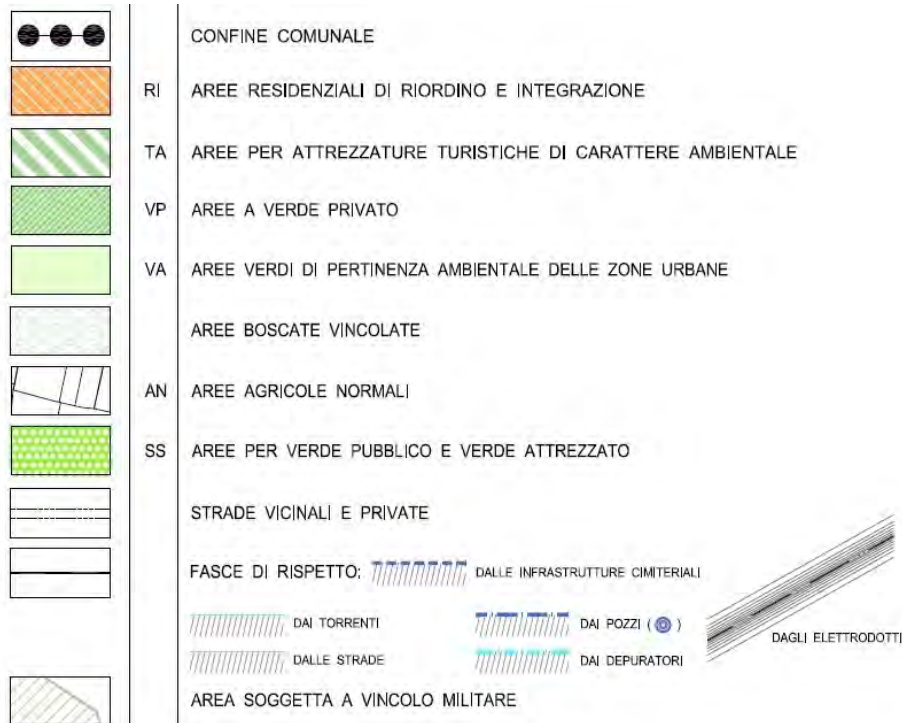 CONFINE COMUNALE
RI AREE RESIDENZIALI DI RIORDINO E INTEGRAZIONE
TA AREE PER ATTREZZATURE TURISTICHE DI CARATTERE AMBIENTALE
VP AREE A VERDE PRIVATO
VA AREE VERDI DI PERTINENZA AMBIENTALE DELLE ZONE URBANE
AREE BOSCATE VINCOLATE
AN AREE AGRICOLE NORMALI
SS AREE PER VERDE PUBBLICO E VERDE ATTREZZATO
STRADE VICINALI E PRIVATE
FASCE DI RISPETTO: DALLE INFRASTRUTTURE CIMITERIALI
DAI TORRENTI DAI POZZI ( )
DAGLI ELETTRODOTTI
DALLE STRADE DAI DEPURATORI
AREA SOGGETTA A VINCOLO MILITARE